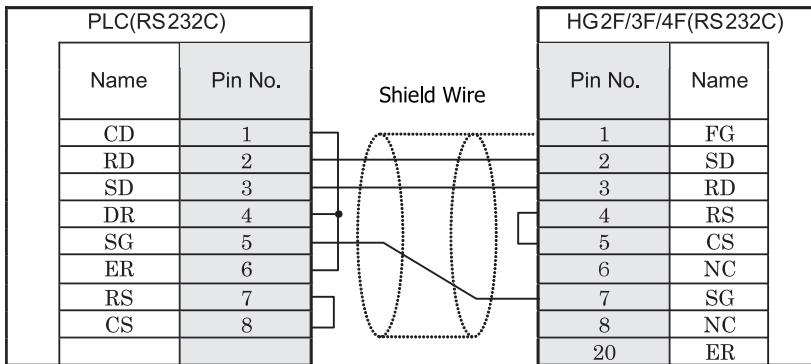 PLC(RS232C) HG2F/3F/4F(RS232C)
Name Pin No. Shield Wire Pin No. Name
CD 1 1 FG
RD 2 2 SD
SD 3 3 RD
DR 4 4 RS
SG 5 5 CS
ER 6 6 NC
RS 7 7 SG
CS 8 8 NC
20 ER